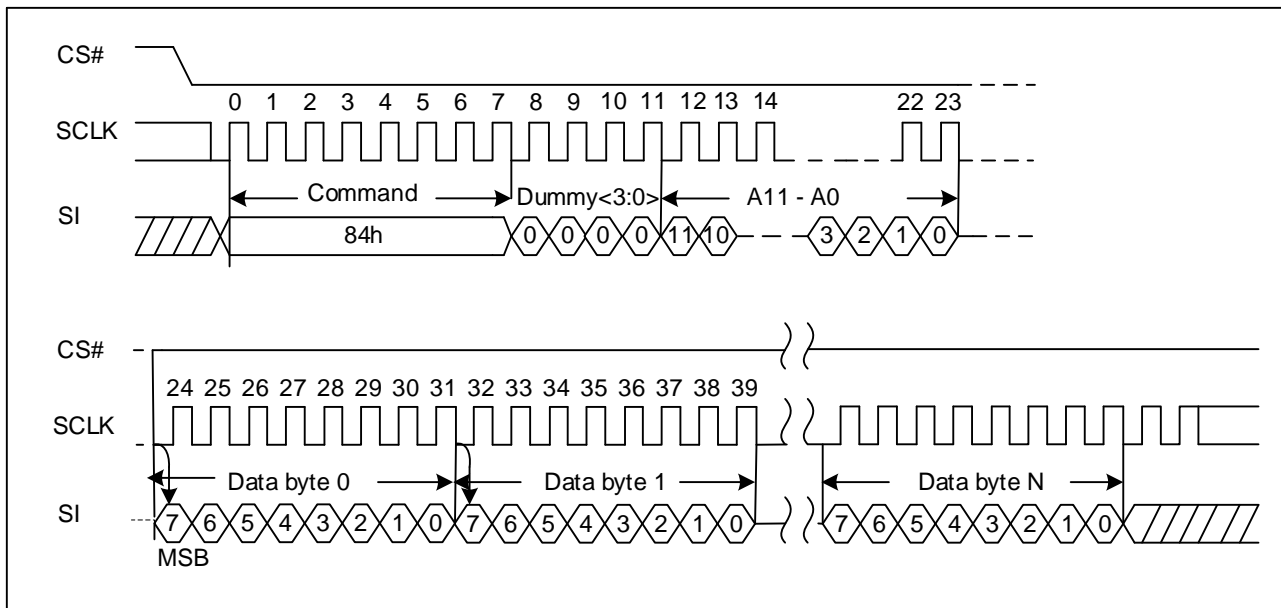 CS#
0 1 2 3 4 5 6 7 8 9 10 11 12 13 14 22 23
SCLK
Command Dummy<3:0> A11 - A0
SI
84h 0 0 0 0 11 10 3 2 1 0
CS#
24 25 26 27 28 29 30 31 32 33 34 35 36 37 38 39
SCLK
Data byte 0 Data byte 1 Data byte N
SI
7 6 5 4 3 2 1 0 7 6 5 4 3 2 1 0 7 6 5 4 3 2 1 0
MSB